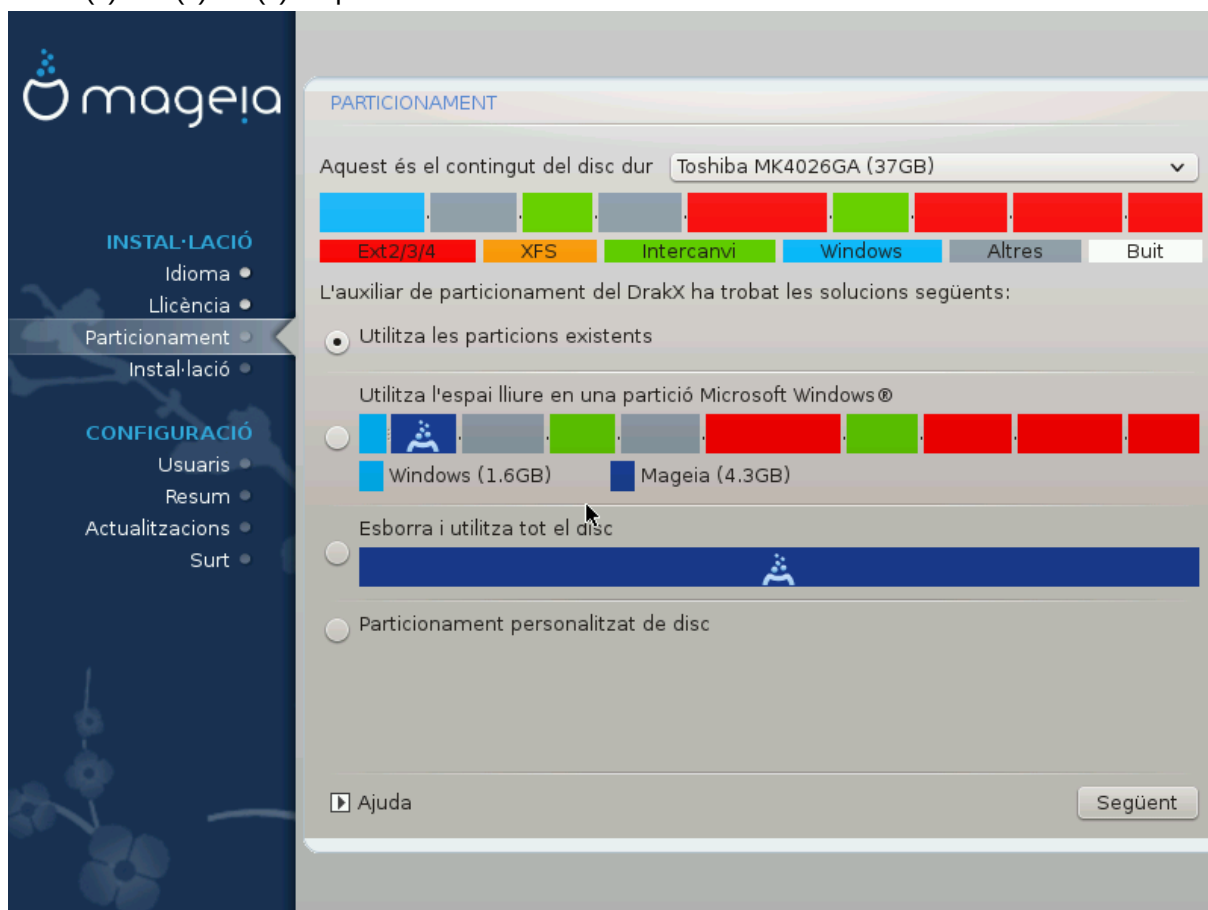 mageia
INSTAL·LACIÓ
Idioma
Llicència
Particionament
Instal·lació
CONFIGURACIÓ
Usuaris
Resum
Actualitzacions
Surt
PARTICIONAMENT
Aquest és el contingut del disc dur Toshiba MK4026GA (37GB)
Ext2/3/4 XFS Intercanvi Windows Altres Buit
L'auxiliar de particionament del DrakX ha trobat les solucions següents:
Utilitza les particions existents
Utilitza l'espai lliure en una partició Microsoft Windows®
Windows (1.6GB) Mageia (4.3GB)
Esborra i utilitza tot el disc
Particionament personalitzat de disc
Ajuda Següent